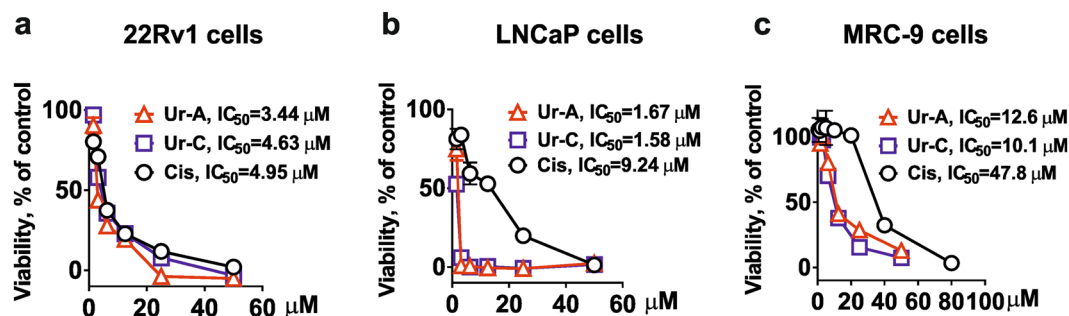 a
22Rv1 cells
Viability, % of control
100
50
0
Ur-A, IC50=3.44 μM
Ur-C, IC50=4.63 μM
Cis, IC50=4.95 μM
0 20 40 60 μM
b
LNCaP cells
Viability, % of control
100
50
0
Ur-A, IC50=1.67 μM
Ur-C, IC50=1.58 μM
Cis, IC50=9.24 μM
0 20 40 60 μM
c
MRC-9 cells
Viability, % of control
100
50
0
Ur-A, IC50=12.6 μM
Ur-C, IC50=10.1 μM
Cis, IC50=47.8 μM
0 20 40 60 80 100 μM